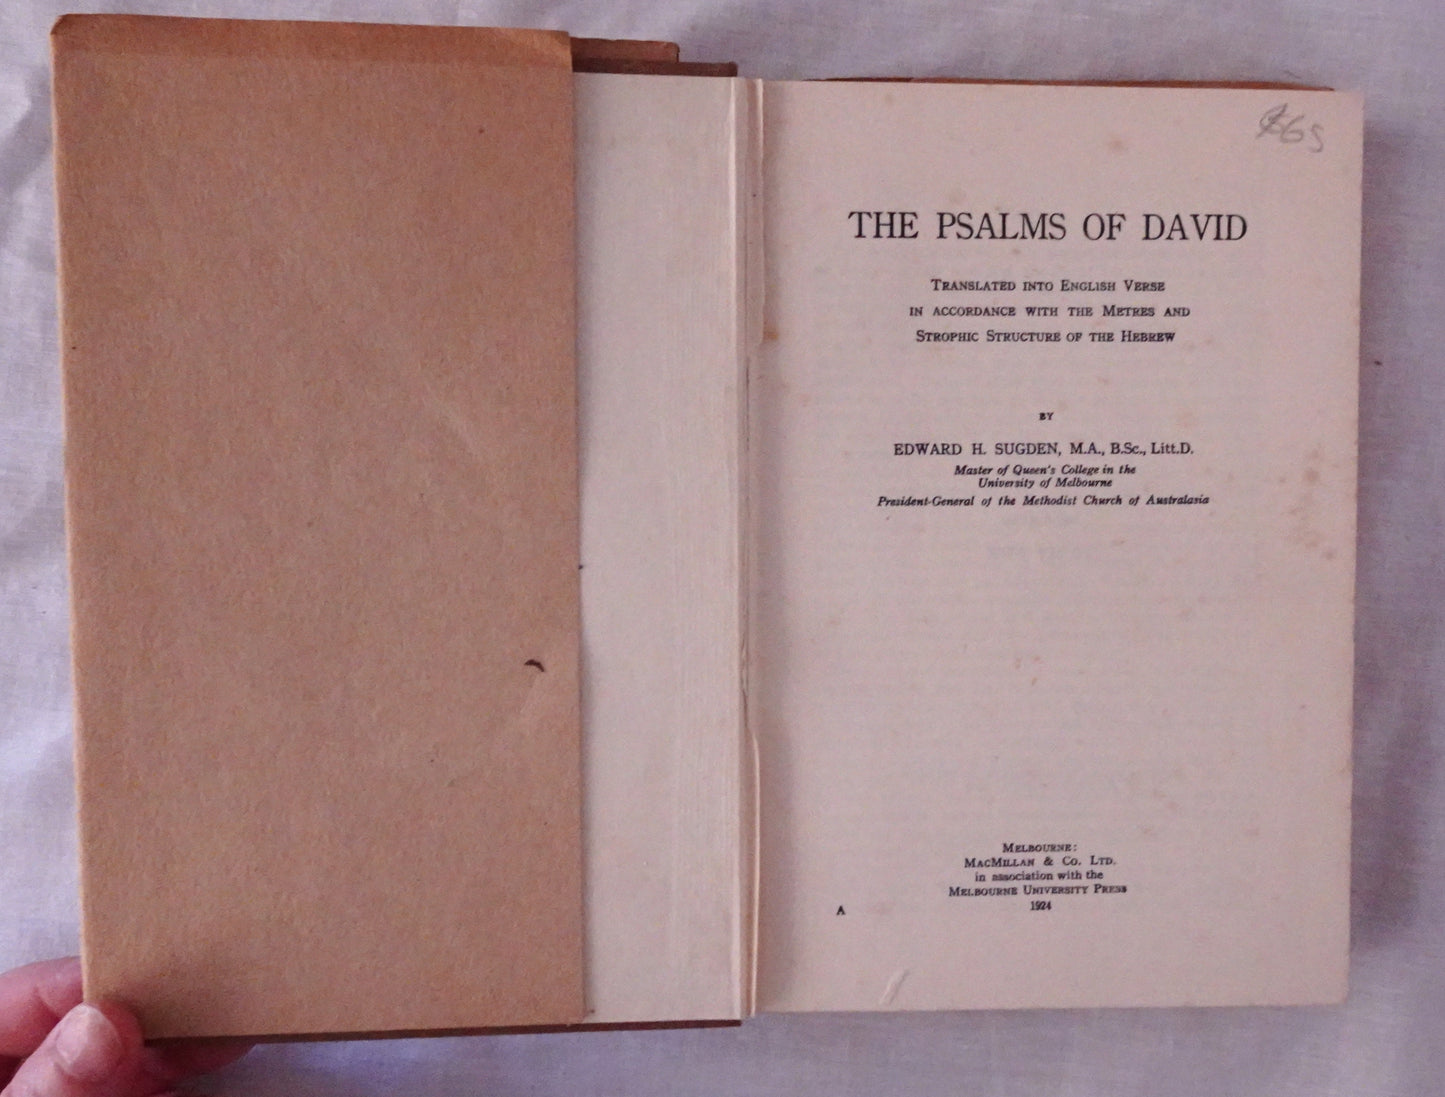 $65
THE PSALMS OF DAVID
Translated into English Verse
in accordance with the Metres and
Strophic Structure of the Hebrew
BY
EDWARD H. SUGDEN, M.A., B.Sc., Litt.D.
Master of Queen's College in the
University of Melbourne
President-General of the Methodist Church of Australasia
Melbourne:
MacMillan & Co. Ltd.
in association with the
Melbourne University Press
1924
A